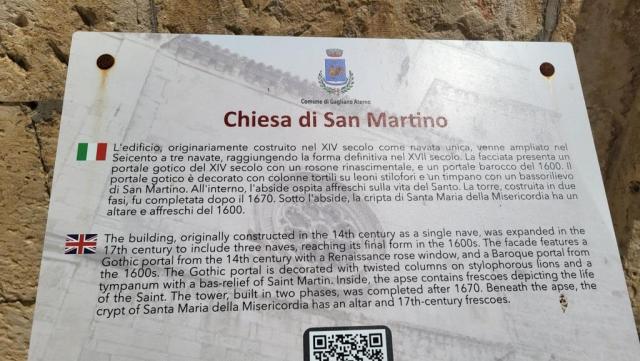 Comune di Gagliano Aterno
Chiesa di San Martino
L'edificio, originariamente costruito nel XIV secolo come navata unica, venne ampliato nel
Seicento a tre navate, raggiungendo la forma definitiva nel XVII secolo. La facciata presenta un
portale gotico del XIV secolo con un rosone rinascimentale, e un portale barocco del 1600. Il
portale gotico è decorato con colonne tortili su leoni stilofori e un timpano con un bassorilievo
di San Martino. All'interno, l'abside ospita affreschi sulla vita del Santo. La torre, costruita in due
fasi, fu completata dopo il 1670. Sotto l'abside, la cripta di Santa Maria della Misericordia ha un
altare e affreschi del 1600.
The building, originally constructed in the 14th century as a single nave, was expanded in the
17th century to include three naves, reaching its final form in the 1600s. The facade features a
Gothic portal from the 14th century with a Renaissance rose window, and a Baroque portal from
the 1600s. The Gothic portal is decorated with twisted columns on stylophorous lions and a
tympanum with a bas-relief of Saint Martin. Inside, the apse contains frescoes depicting the life
of the Saint. The tower, built in two phases, was completed after 1670. Beneath the apse, the
crypt of Santa Maria della Misericordia has an altar and 17th-century frescoes.